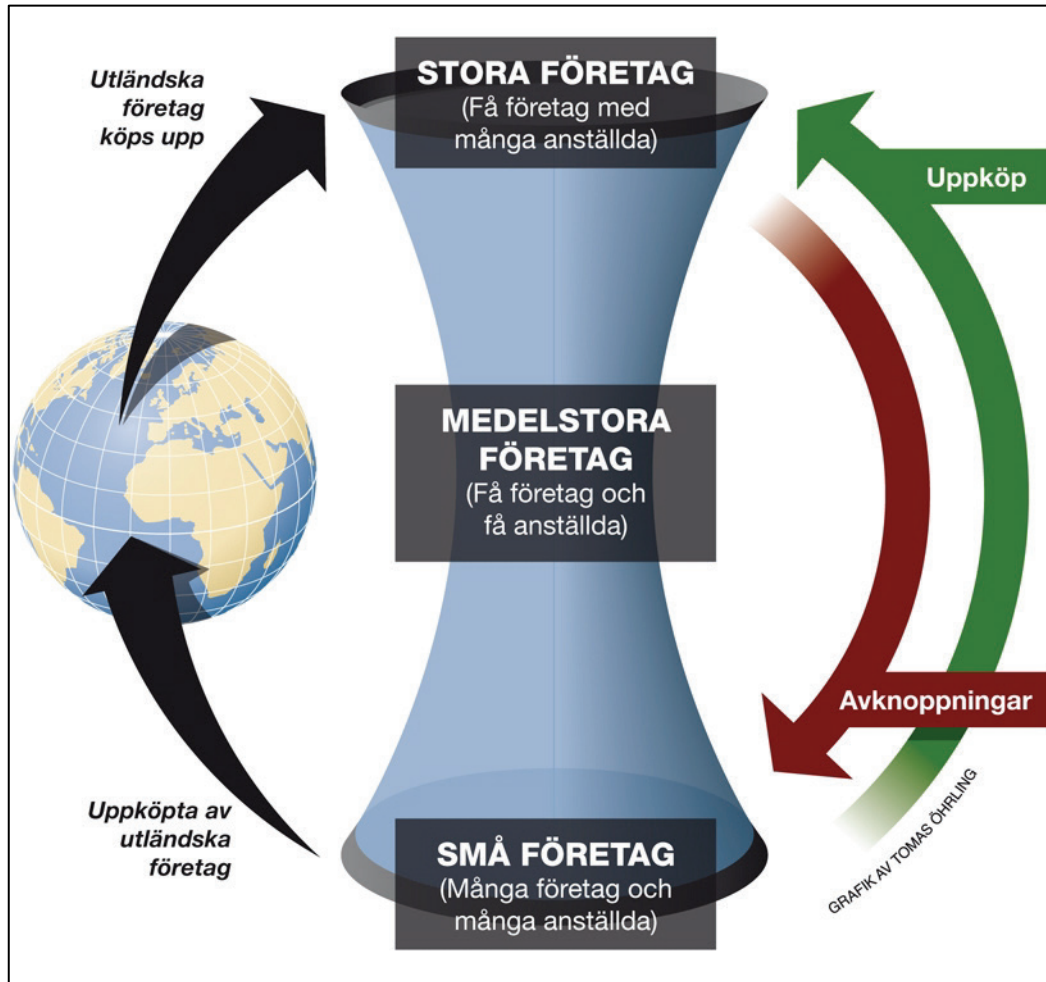 Utländska
företag
köps upp
STORA FÖRETAG
(Få företag med
många anställda)
Uppköp
MEDELSTORA
FÖRETAG
(Få företag och
få anställda)
Avknoppningar
Uppköpta av
utländska
företag
SMÅ FÖRETAG
(Många företag och
många anställda)
GRAFIK AV TOMAS ÖHRLING